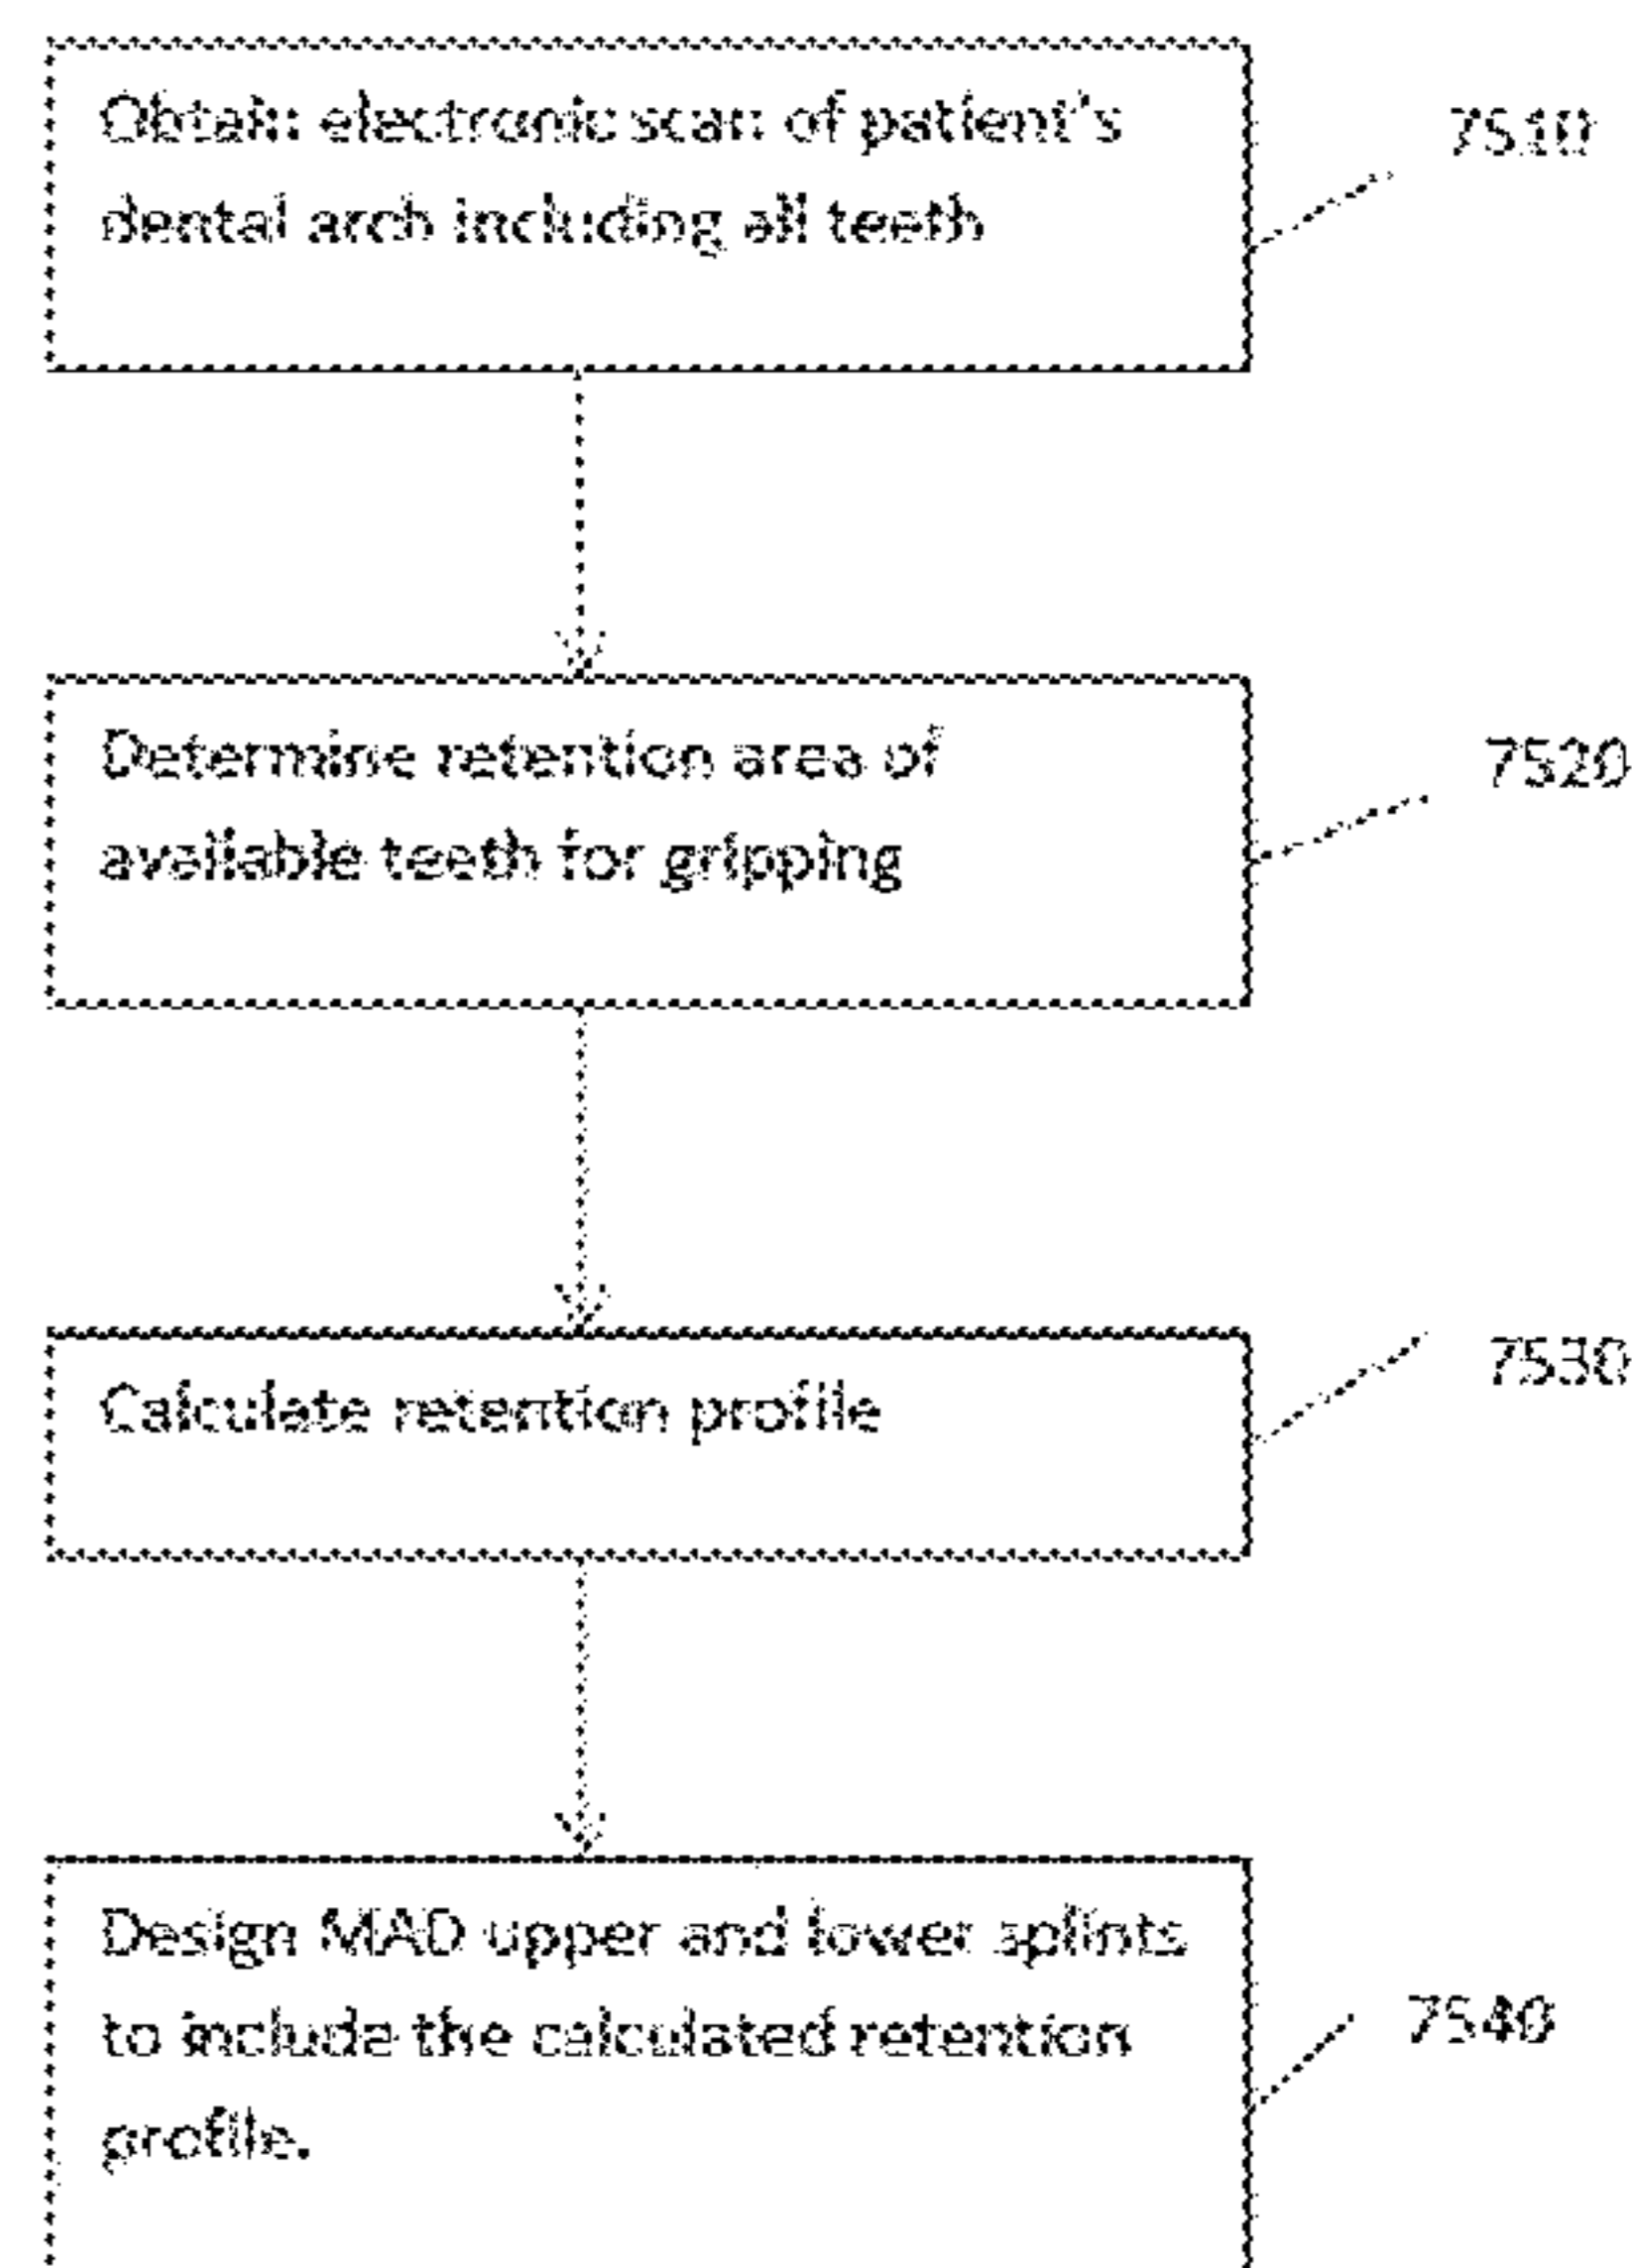 Obtain electronic scan of patient's
dental arch including all teeth
7510
Determine retention area of
available teeth for gripping
7520
Calculate retention profile
7530
Design MAD upper and lower splints
to include the calculated retention
profile.
7540